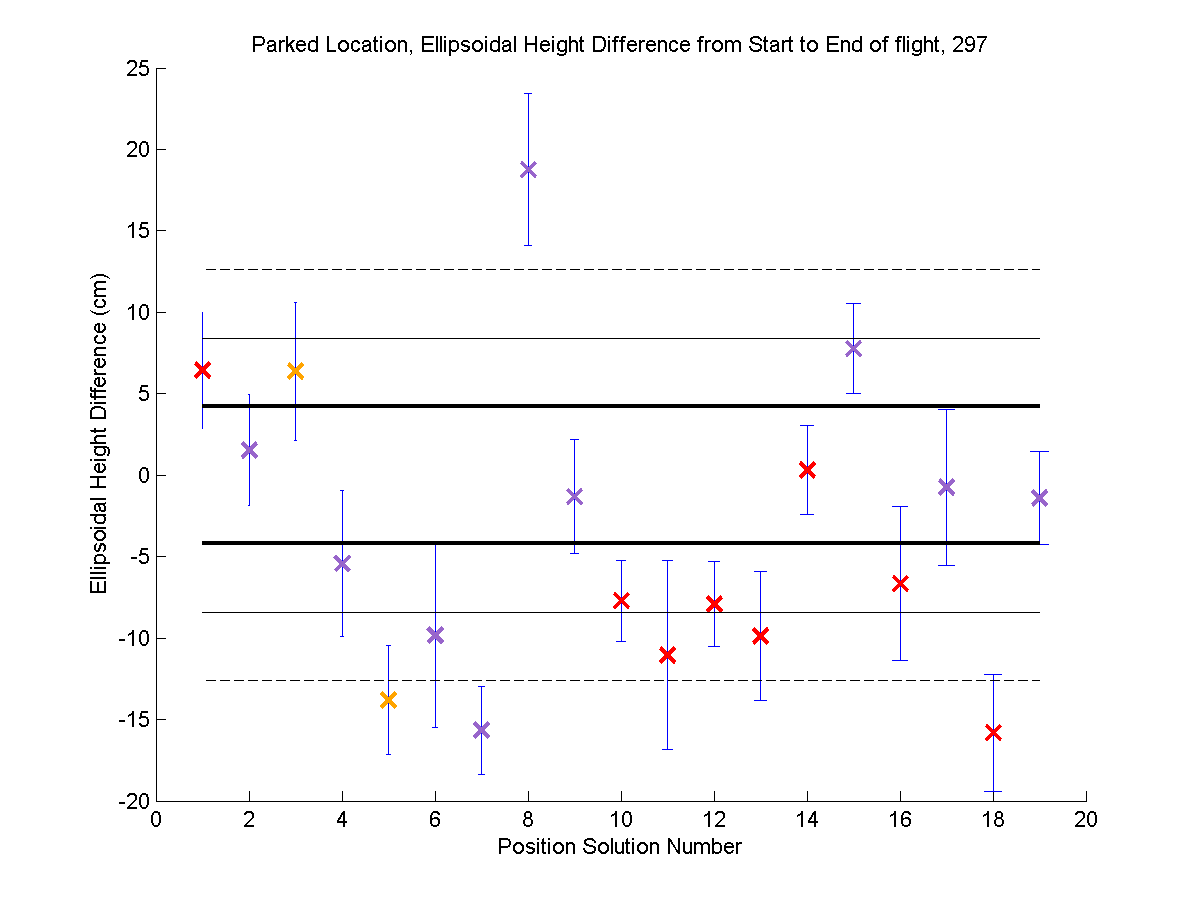 Parked Location, Ellipsoidal Height Difference from Start to End of flight, 297
25
20
15
10
5
0
-5
-10
-15
-20
Ellipsoidal Height Difference (cm)
0 2 4 6 8 10 12 14 16 18 20
Position Solution Number